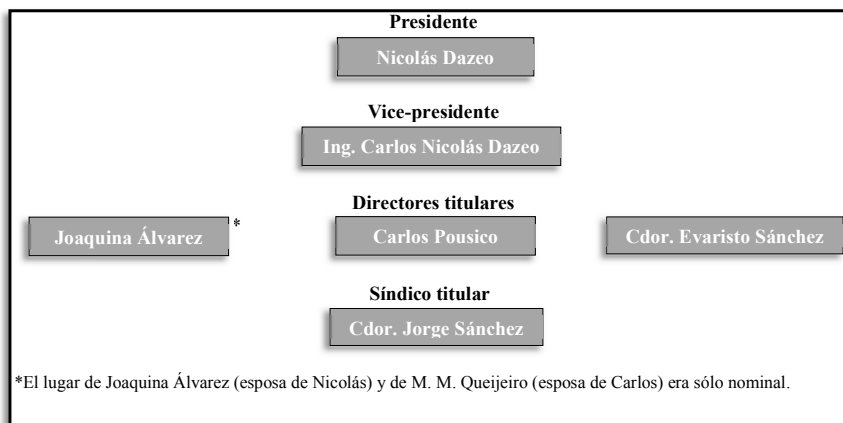 Presidente
Nicolás Dazeo
Vice-presidente
Ing. Carlos Nicolás Dazeo
Directores titulares
Joaquina Álvarez *
Carlos Pousico
Cdor. Evaristo Sánchez
Síndico titular
Cdor. Jorge Sánchez
*El lugar de Joaquina Álvarez (esposa de Nicolás) y de M. M. Queijeiro (esposa de Carlos) era sólo nominal.